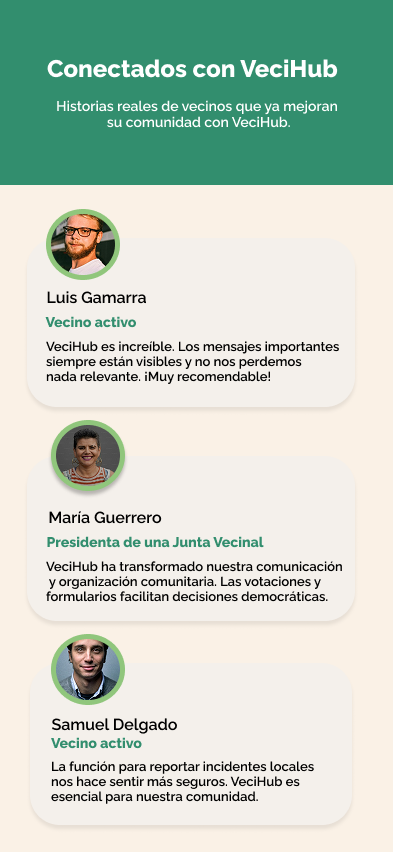 Conectados con VeciHub
Historias reales de vecinos que ya mejoran
su comunidad con VeciHub.
Luis Gamarra
Vecino activo
VeciHub es increíble. Los mensajes importantes
siempre están visibles y no nos perdemos
nada relevante. ¡Muy recomendable!
María Guerrero
Presidenta de una Junta Vecinal
VeciHub ha transformado nuestra comunicación
y organización comunitaria. Las votaciones y
formularios facilitan decisiones democráticas.
Samuel Delgado
Vecino activo
La función para reportar incidentes locales
nos hace sentir más seguros. VeciHub es
esencial para nuestra comunidad.